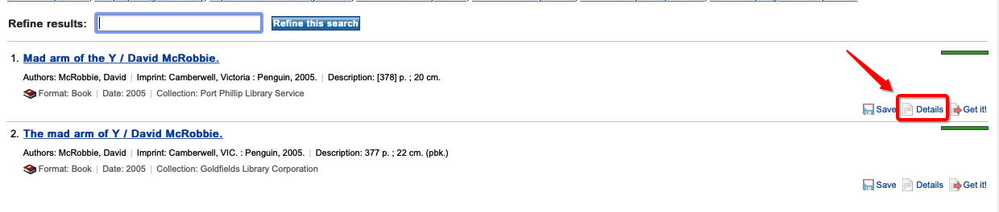 Refine results: Refine this search
1. Mad arm of the Y / David McRobbie.
Authors: McRobbie, David | Imprint: Camberwell, Victoria : Penguin, 2005. | Description: [378] p. ; 20 cm.
Format: Book | Date: 2005 | Collection: Port Phillip Library Service
Save Details Get it!
2. The mad arm of Y / David McRobbie.
Authors: McRobbie, David | Imprint: Camberwell, VIC. : Penguin, 2005. | Description: 377 p. ; 22 cm. (pbk.)
Format: Book | Date: 2005 | Collection: Goldfields Library Corporation
Save Details Get it!